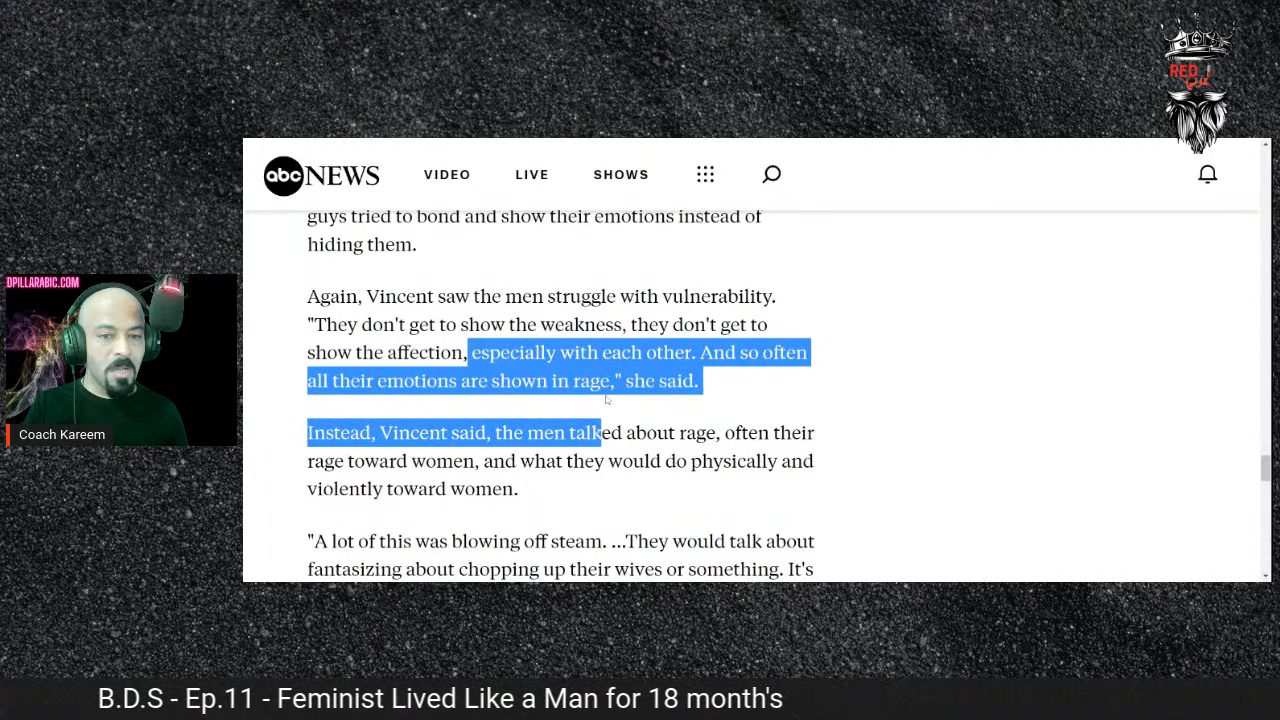 RED
abc NEWS VIDEO LIVE SHOWS
guys tried to bond and show their emotions instead of
hiding them.
Again, Vincent saw the men struggle with vulnerability.
"They don't get to show the weakness, they don't get to
show the affection, especially with each other. And so often
all their emotions are shown in rage," she said.
Instead, Vincent said, the men talked about rage, often their
rage toward women, and what they would do physically and
violently toward women.
"A lot of this was blowing off steam. ...They would talk about
fantasizing about chopping up their wives or something. It's
DPILLARABIC.COM
Coach Kareem
B.D.S - Ep.11 - Feminist Lived Like a Man for 18 month's